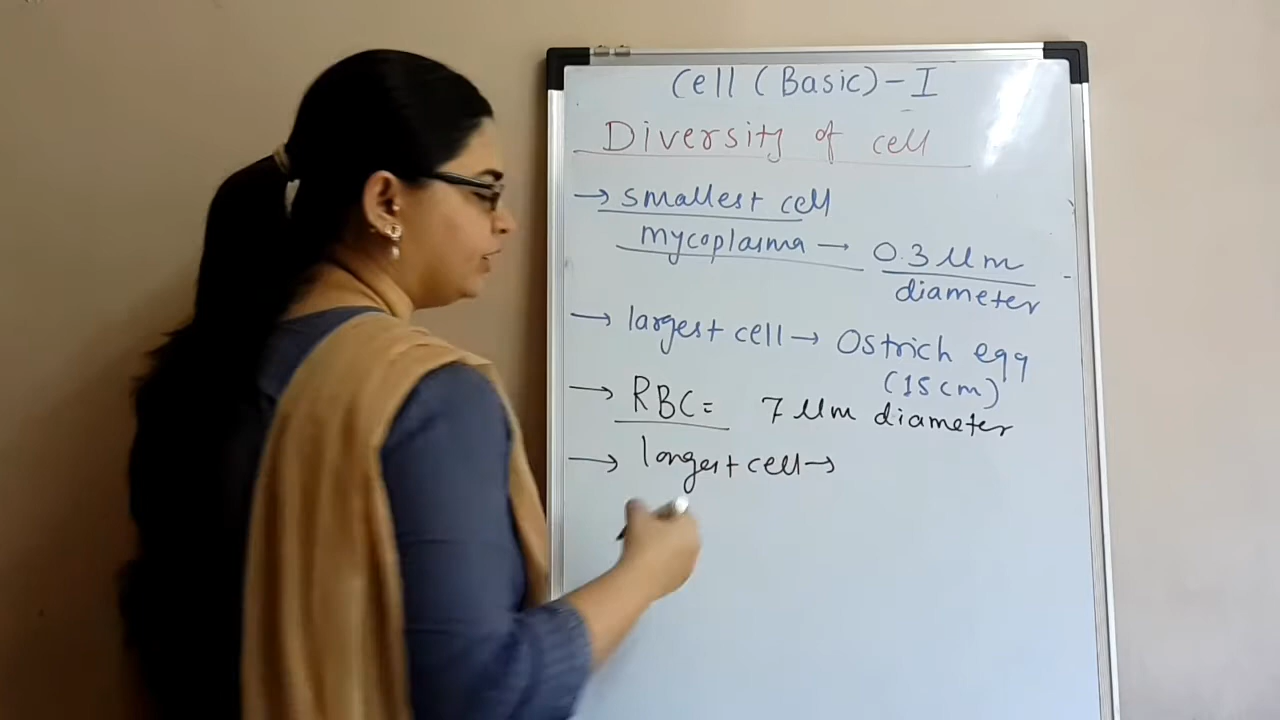 Cell (Basic) - I
Diversity of cell
→ smallest cell
mycoplasma → 0.3 μm
diameter
→ largest cell → Ostrich egg
(15 cm)
→ RBC = 7 μm diameter
→ longest cell →